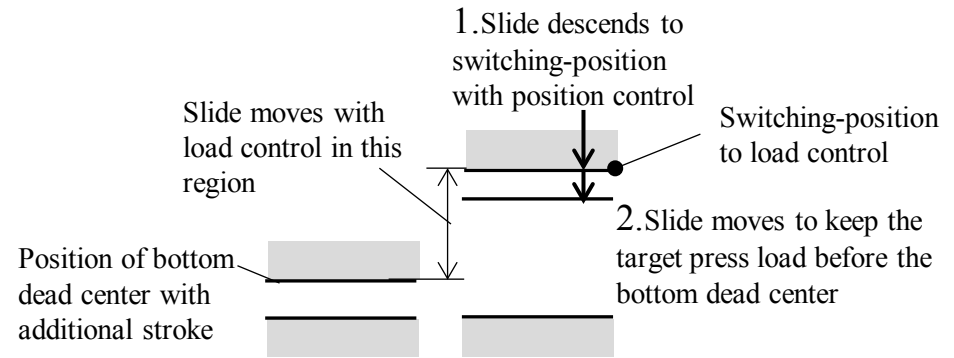 1.Slide descends to
switching-position
with position control
Slide moves with
load control in this
region
Switching-position
to load control
2.Slide moves to keep the
target press load before the
bottom dead center
Position of bottom
dead center with
additional stroke